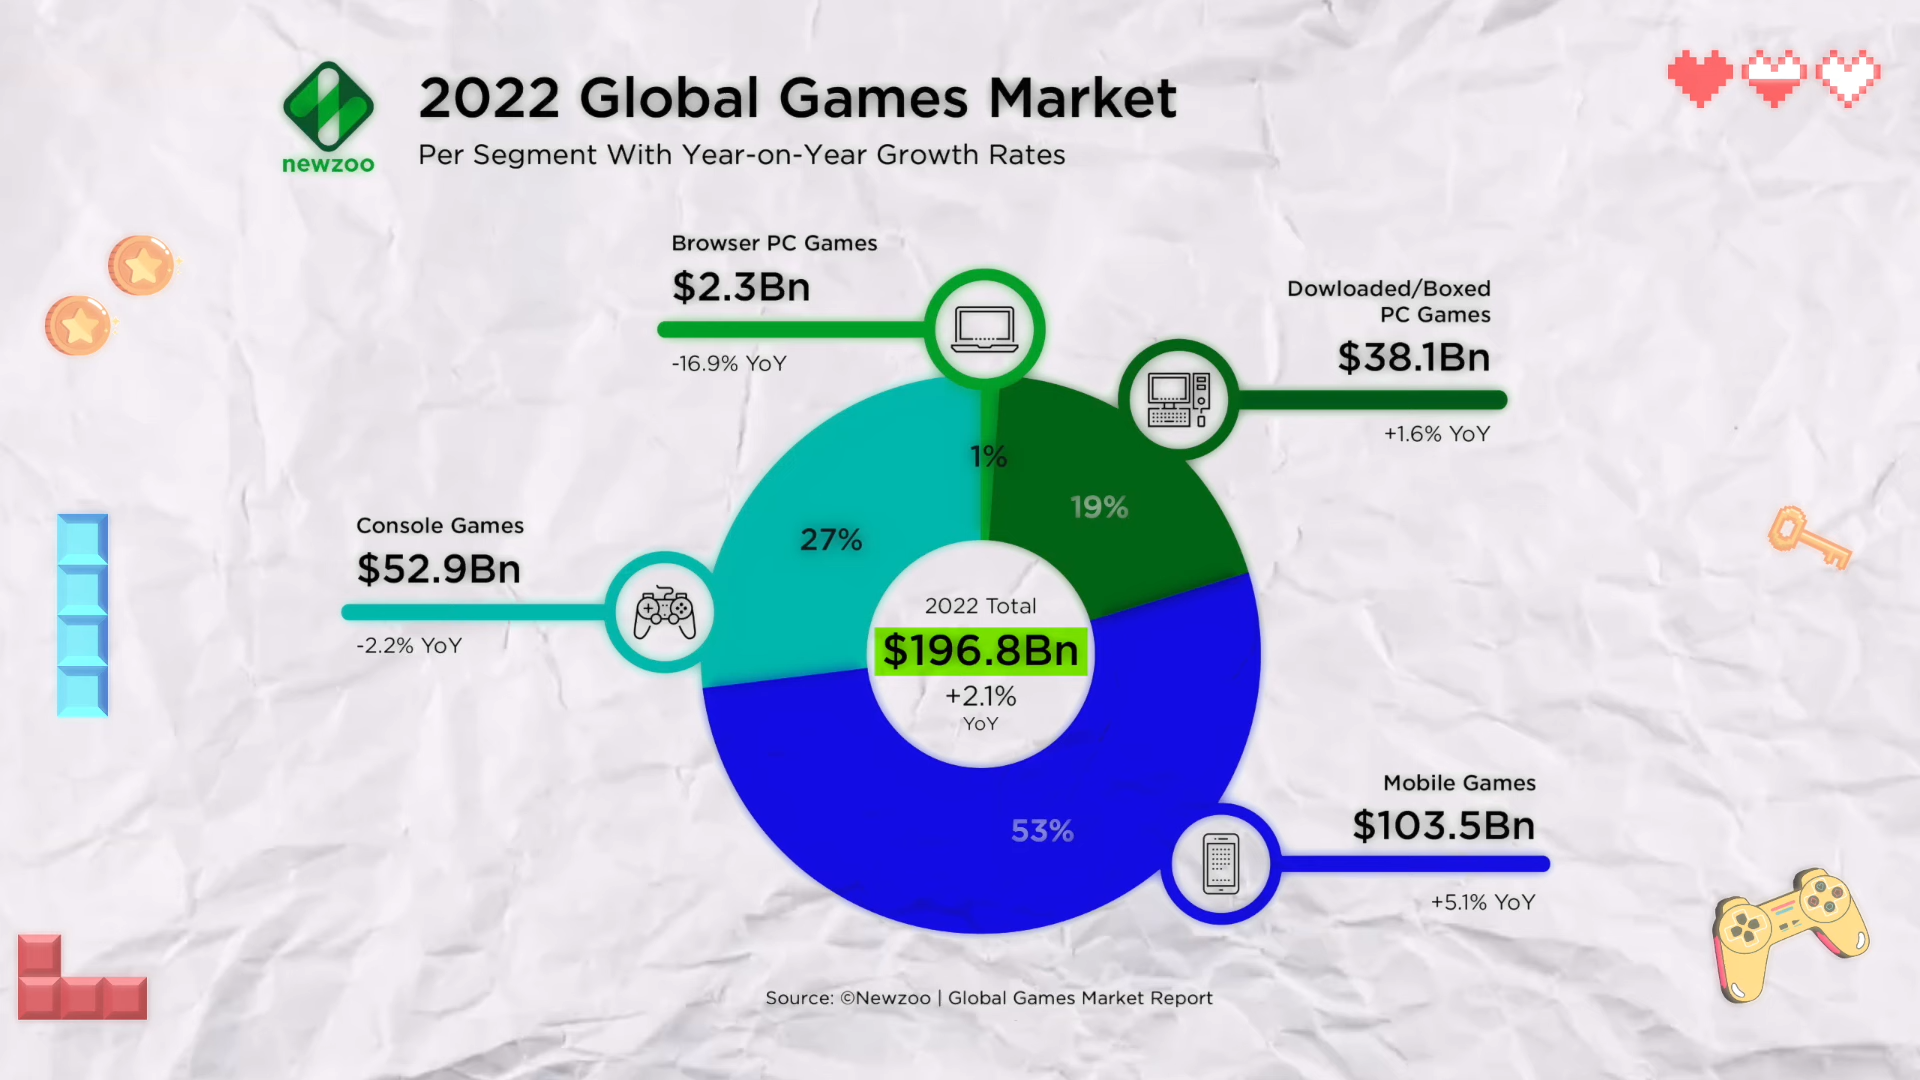 newzoo
2022 Global Games Market
Per Segment With Year-on-Year Growth Rates
Browser PC Games
$2.3Bn
-16.9% YoY
Dowloaded/Boxed
PC Games
$38.1Bn
+1.6% YoY
1%
19%
27%
Console Games
$52.9Bn
-2.2% YoY
2022 Total
$196.8Bn
+2.1%
YoY
53%
Mobile Games
$103.5Bn
+5.1% YoY
Source: ©Newzoo | Global Games Market Report